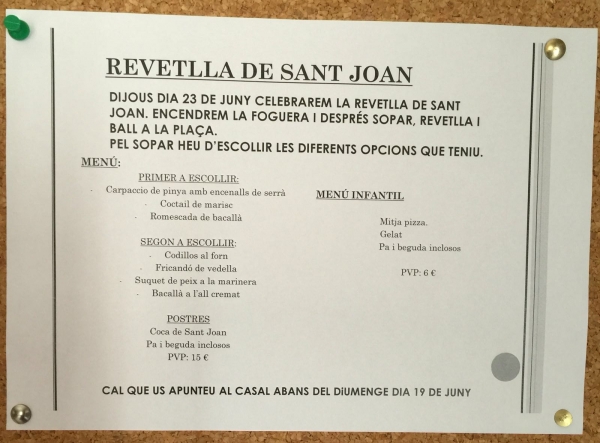 REVETLLA DE SANT JOAN
DIJOUS DIA 23 DE JUNY CELEBRAREM LA REVETLLA DE SANT
JOAN. ENCENDREM LA FOGUERA I DESPRÉS SOPAR, REVETLLA I
BALL A LA PLAÇA.
PEL SOPAR HEU D'ESCOLLIR LES DIFERENTS OPCIONS QUE TENIU.
MENÚ:
PRIMER A ESCOLLIR:
- Carpaccio de pinya amb encenalls de serrà
- Coctail de marisc
- Romescada de bacallà
SEGON A ESCOLLIR:
- Codillos al forn
- Fricandó de vedella
- Suquet de peix a la marinera
- Bacallà a l'all cremat
POSTRES
Coca de Sant Joan
Pa i beguda inclosos
PVP: 15 €
MENÚ INFANTIL
Mitja pizza.
Gelat
Pa i beguda inclosos
PVP: 6 €
CAL QUE US APUNTEU AL CASAL ABANS DEL DiUMENGE DIA 19 DE JUNY